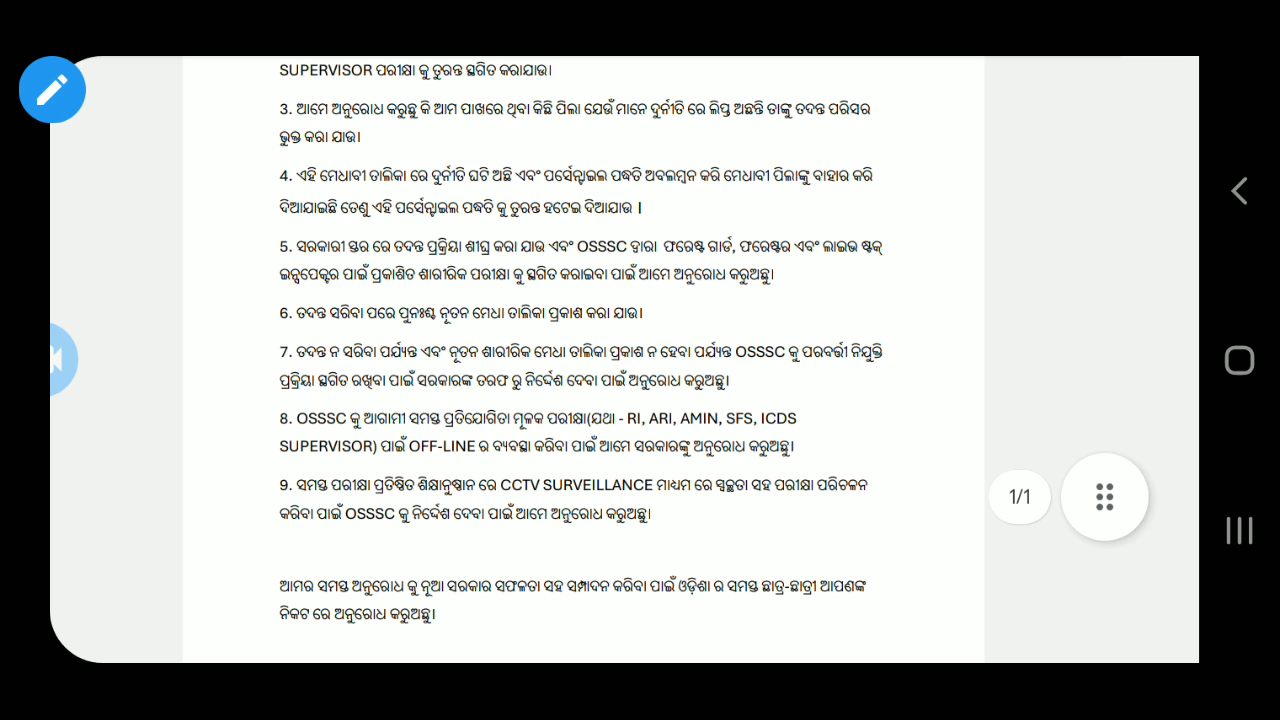 SUPERVISOR ପରୀକ୍ଷା କୁ ତୁରନ୍ତ ସ୍ଥଗିତ କରାଯାଉ।
3. ଆମେ ଅନୁରୋଧ କରୁଛୁ କି ଆମ ପାଖରେ ଥିବା କିଛି ପିଲା ଯେଉଁ ମାନେ ଦୁର୍ନୀତି ରେ ଲିପ୍ତ ଅଛନ୍ତି ତାଙ୍କୁ ତଦନ୍ତ ପରିସର
ଭୁକ୍ତ କରା ଯାଉ।
4. ଏହି ମେଧାବୀ ତାଲିକା ରେ ଦୁର୍ନୀତି ଘଟି ଅଛି ଏବଂ ପର୍ସେନ୍ଟାଇଲ ପଦ୍ଧତି ଅବଲମ୍ବନ କରି ମେଧାବୀ ପିଲାଙ୍କୁ ବାହାର କରି
ଦିଆଯାଇଛି ତେଣୁ ଏହି ପର୍ସେନ୍ଟାଇଲ ପଦ୍ଧତି କୁ ତୁରନ୍ତ ହଟେଇ ଦିଆଯାଉ ।
5. ସରକାରୀ ସ୍ତର ରେ ତଦନ୍ତ ପ୍ରକ୍ରିୟା ଶୀଘ୍ର କରା ଯାଉ ଏବଂ OSSSC ଦ୍ୱାରା ଫରେଷ୍ଟ ଗାର୍ଡ, ଫରେଷ୍ଟର ଏବଂ ଲାଇଭ ଷ୍ଟକ୍
ଇନ୍ସପେକ୍ଟର ପାଇଁ ପ୍ରକାଶିତ ଶାରୀରିକ ପରୀକ୍ଷା କୁ ସ୍ଥଗିତ କରାଇବା ପାଇଁ ଆମେ ଅନୁରୋଧ କରୁଅଛୁ।
6. ତଦନ୍ତ ସରିବା ପରେ ପୁନଃଶ୍ଚ ନୂତନ ମେଧା ତାଲିକା ପ୍ରକାଶ କରା ଯାଉ।
7. ତଦନ୍ତ ନ ସରିବା ପର୍ଯ୍ୟନ୍ତ ଏବଂ ନୂତନ ଶାରୀରିକ ମେଧା ତାଲିକା ପ୍ରକାଶ ନ ହେବା ପର୍ଯ୍ୟନ୍ତ OSSSC କୁ ପରବର୍ତ୍ତୀ ନିଯୁକ୍ତି
ପ୍ରକ୍ରିୟା ସ୍ଥଗିତ ରଖିବା ପାଇଁ ସରକାରଙ୍କ ତରଫ ରୁ ନିର୍ଦ୍ଦେଶ ଦେବା ପାଇଁ ଅନୁରୋଧ କରୁଅଛୁ।
8. OSSSC କୁ ଆଗାମୀ ସମସ୍ତ ପ୍ରତିଯୋଗିତା ମୂଳକ ପରୀକ୍ଷା(ଯଥା - RI, ARI, AMIN, SFS, ICDS
SUPERVISOR) ପାଇଁ OFF-LINE ର ବ୍ୟବସ୍ଥା କରିବା ପାଇଁ ଆମେ ସରକାରଙ୍କୁ ଅନୁରୋଧ କରୁଅଛୁ।
9. ସମସ୍ତ ପରୀକ୍ଷା ପ୍ରତିଷ୍ଠିତ ଶିକ୍ଷାନୁଷ୍ଠାନ ରେ CCTV SURVEILLANCE ମାଧ୍ୟମ ରେ ସ୍ୱଚ୍ଛତା ସହ ପରୀକ୍ଷା ପରିଚଳନ
କରିବା ପାଇଁ OSSSC କୁ ନିର୍ଦ୍ଦେଶ ଦେବା ପାଇଁ ଆମେ ଅନୁରୋଧ କରୁଅଛୁ।
1/1
ଆମର ସମସ୍ତ ଅନୁରୋଧ କୁ ନୂଆ ସରକାର ସଫଳତା ସହ ସମ୍ପାଦନ କରିବା ପାଇଁ ଓଡ଼ିଶା ର ସମସ୍ତ ଛାତ୍ର-ଛାତ୍ରୀ ଆପଣଙ୍କ
ନିକଟ ରେ ଅନୁରୋଧ କରୁଅଛୁ।